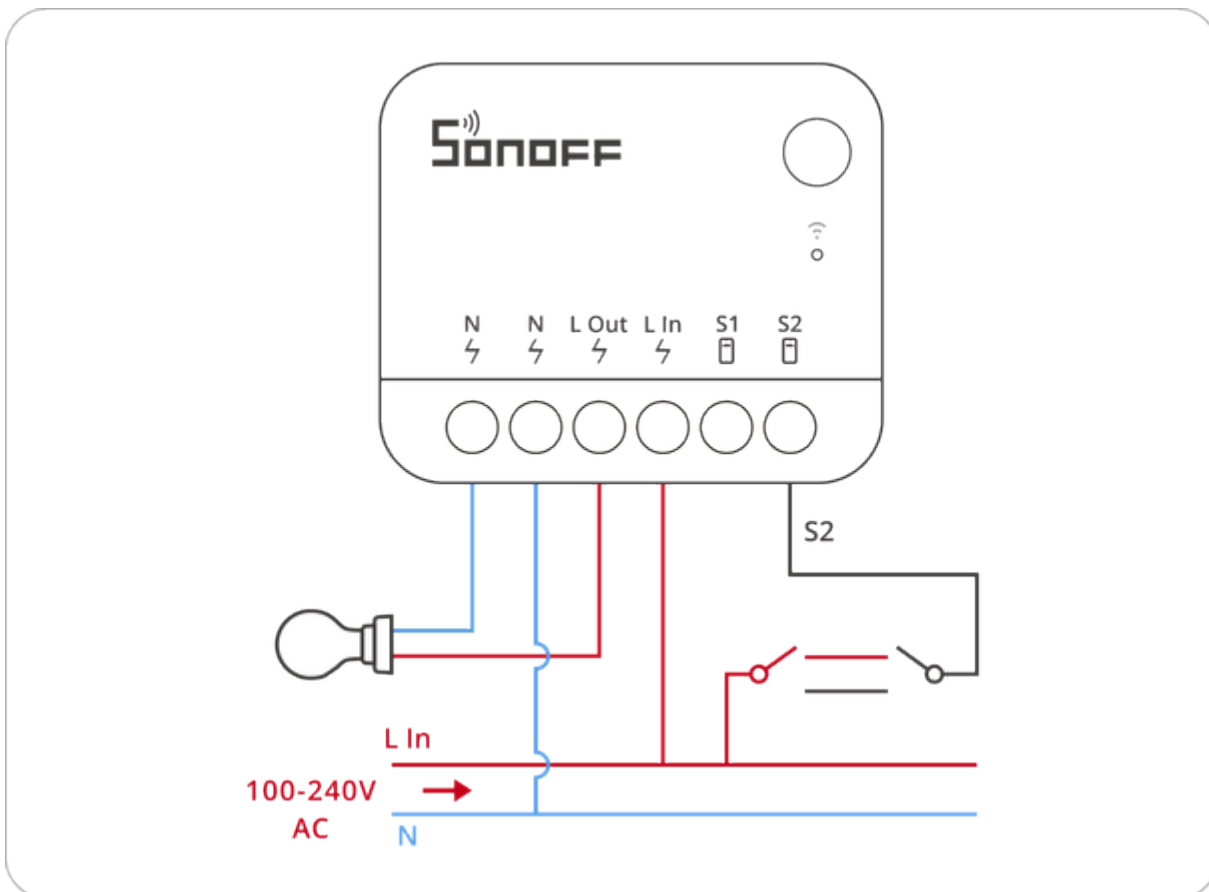 SONOFF
N N L Out L In S1 S2
S2
L In
100-240V
AC
N